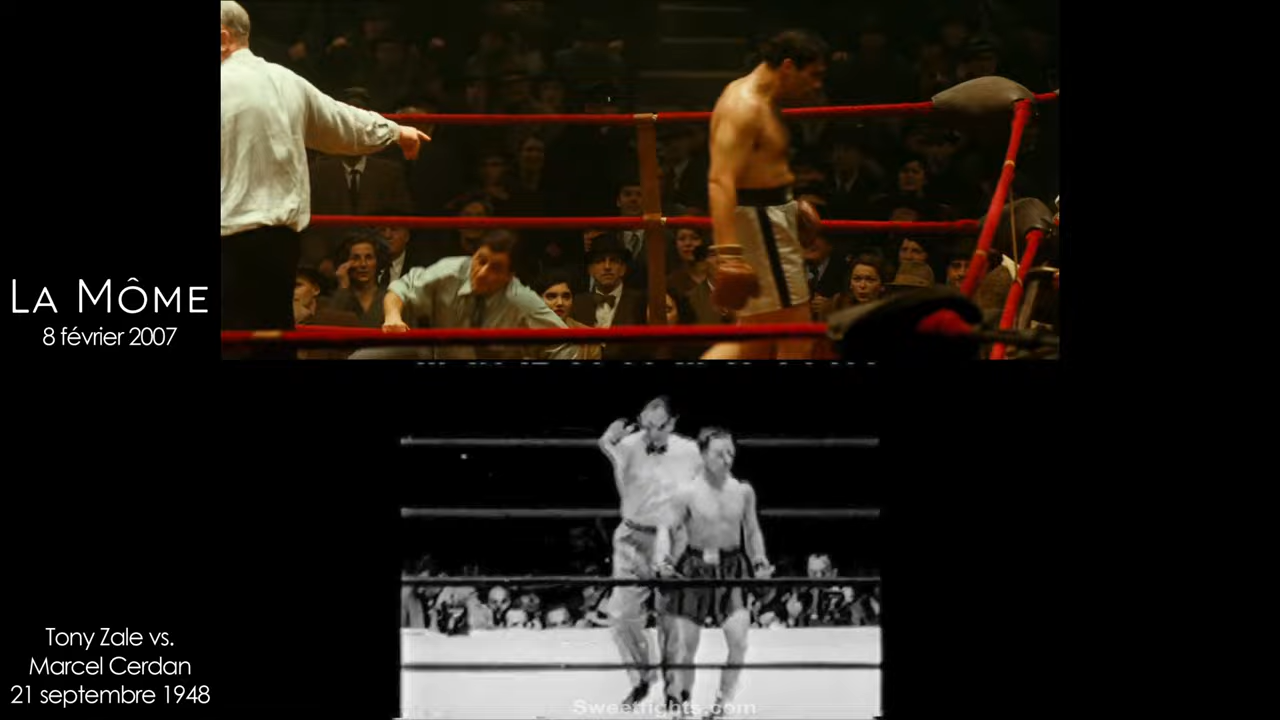 LA MÔME
8 février 2007
Tony Zale vs.
Marcel Cerdan
21 septembre 1948
Sweetfights.com